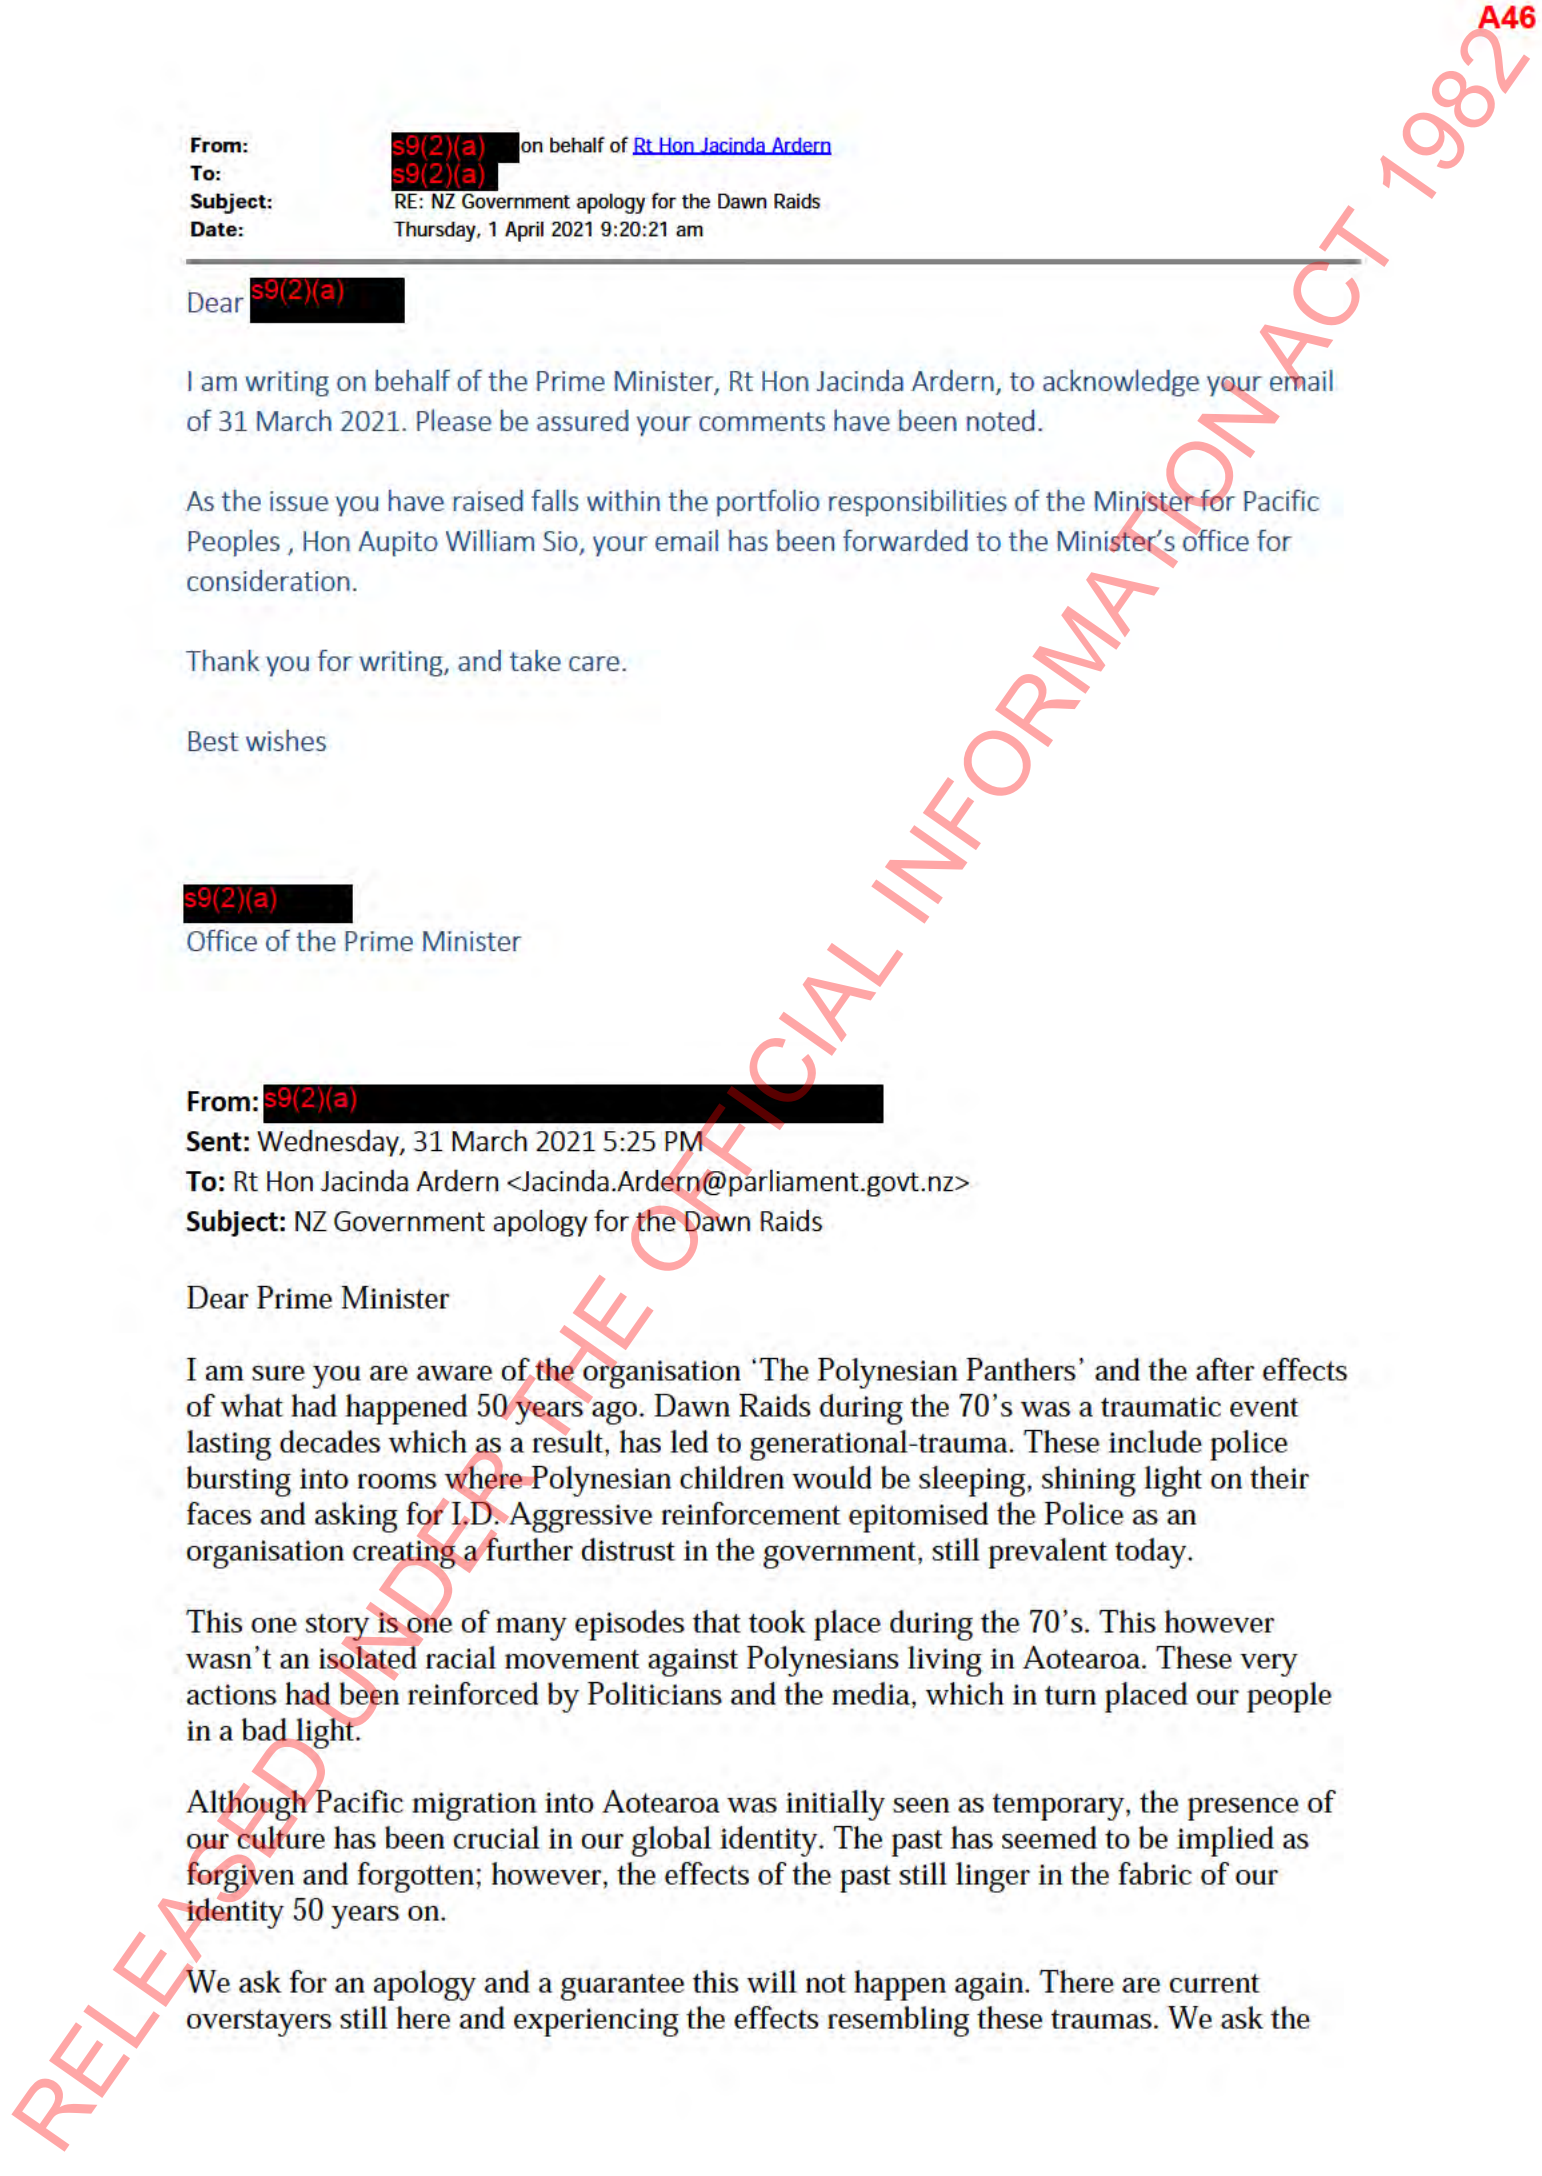 A46
From: s9(2)(a) on behalf of Rt Hon Jacinda Ardern
To: s9(2)(a)
Subject: RE: NZ Government apology for the Dawn Raids
Date: Thursday, 1 April 2021 9:20:21 am
Dear s9(2)(a)
I am writing on behalf of the Prime Minister, Rt Hon Jacinda Ardern, to acknowledge your email
of 31 March 2021. Please be assured your comments have been noted.
As the issue you have raised falls within the portfolio responsibilities of the Minister for Pacific
Peoples , Hon Aupito William Sio, your email has been forwarded to the Minister’s office for
consideration.
Thank you for writing, and take care.
Best wishes
s9(2)(a)
Office of the Prime Minister
From: s9(2)(a)
Sent: Wednesday, 31 March 2021 5:25 PM
To: Rt Hon Jacinda Ardern <Jacinda.Ardern@parliament.govt.nz>
Subject: NZ Government apology for the Dawn Raids
Dear Prime Minister
I am sure you are aware of the organisation ‘The Polynesian Panthers’ and the after effects
of what had happened 50 years ago. Dawn Raids during the 70’s was a traumatic event
lasting decades which as a result, has led to generational-trauma. These include police
bursting into rooms where Polynesian children would be sleeping, shining light on their
faces and asking for I.D. Aggressive reinforcement epitomised the Police as an
organisation creating a further distrust in the government, still prevalent today.
This one story is one of many episodes that took place during the 70’s. This however
wasn’t an isolated racial movement against Polynesians living in Aotearoa. These very
actions had been reinforced by Politicians and the media, which in turn placed our people
in a bad light.
Although Pacific migration into Aotearoa was initially seen as temporary, the presence of
our culture has been crucial in our global identity. The past has seemed to be implied as
forgiven and forgotten; however, the effects of the past still linger in the fabric of our
identity 50 years on.
We ask for an apology and a guarantee this will not happen again. There are current
overstayers still here and experiencing the effects resembling these traumas. We ask the
RELEASED UNDER THE OFFICIAL INFORMATION ACT 1982